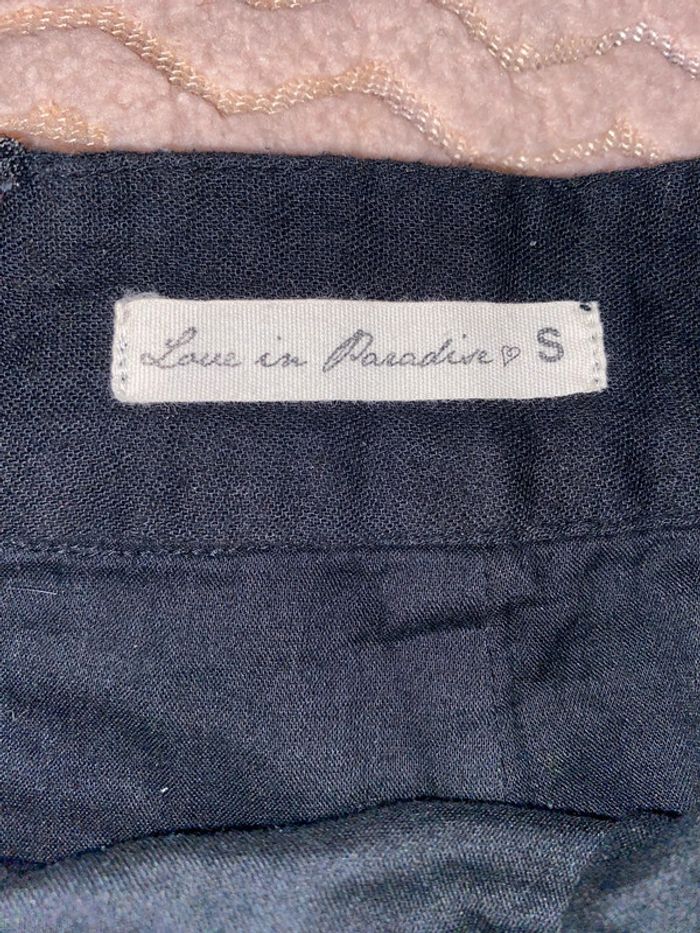 Love in Paradise ♡ S